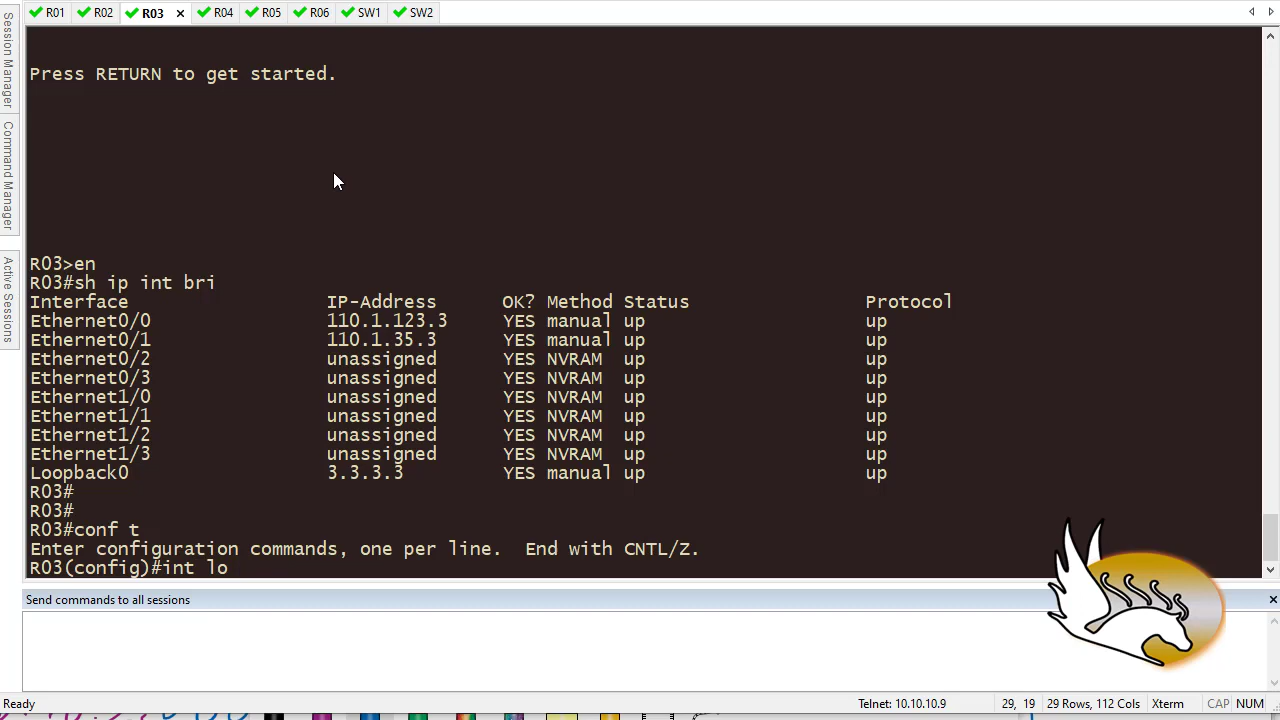 R01 R02 R03 R04 R05 R06 SW1 SW2
Session Manager
Command Manager
Active Sessions
Press RETURN to get started.
R03>en
R03#sh ip int bri
Interface IP-Address OK? Method Status Protocol
Ethernet0/0 110.1.123.3 YES manual up up
Ethernet0/1 110.1.35.3 YES manual up up
Ethernet0/2 unassigned YES NVRAM up up
Ethernet0/3 unassigned YES NVRAM up up
Ethernet1/0 unassigned YES NVRAM up up
Ethernet1/1 unassigned YES NVRAM up up
Ethernet1/2 unassigned YES NVRAM up up
Ethernet1/3 unassigned YES NVRAM up up
Loopback0 3.3.3.3 YES manual up up
R03#
R03#
R03#conf t
Enter configuration commands, one per line. End with CNTL/Z.
R03(config)#int lo
Send commands to all sessions
Ready Telnet: 10.10.10.9 29, 19 29 Rows, 112 Cols Xterm CAP NUM